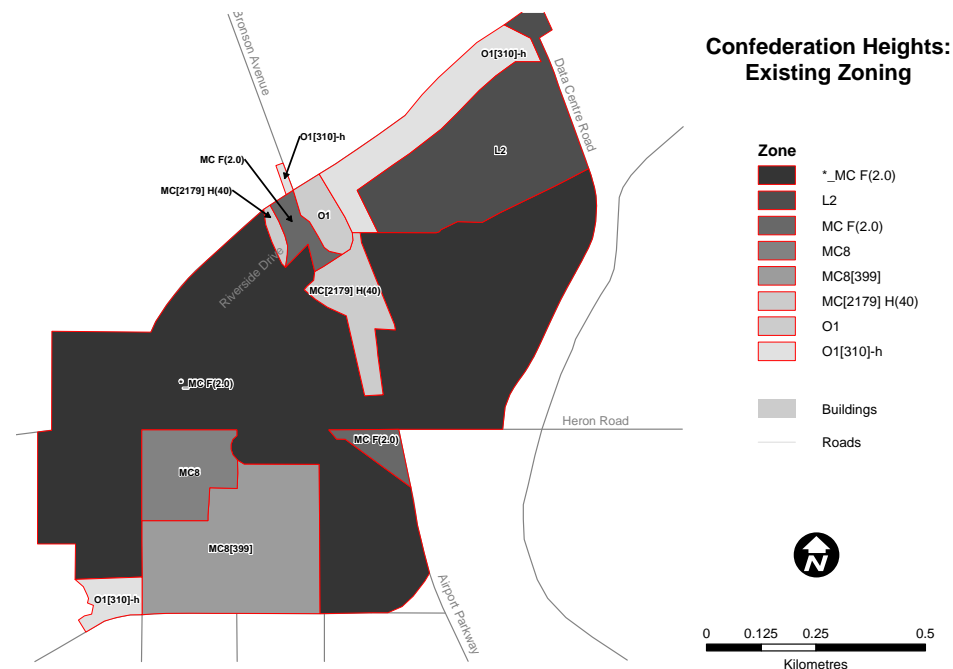 Confederation Heights:
Existing Zoning
Bronson Avenue
O1[310]-h
Data Centre Road
O1[310]-h
MC F(2.0)
L2
MC[2179] H(40)
O1
Riverside Drive
MC[2179] H(40)
*_MC F(2.0)
Heron Road
MC F(2.0)
MC8
MC8[399]
O1[310]-h
Airport Parkway
Zone
*_MC F(2.0)
L2
MC F(2.0)
MC8
MC8[399]
MC[2179] H(40)
O1
O1[310]-h
Buildings
Roads
N
0 0.125 0.25 0.5
Kilometres